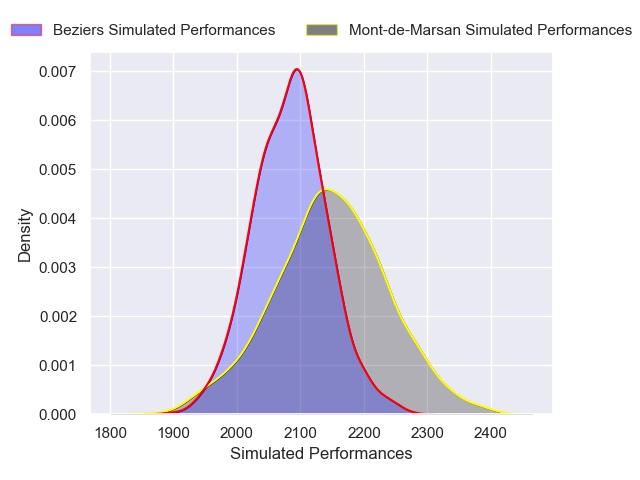 Beziers Simulated Performances
Mont-de-Marsan Simulated Performances
0.007
0.006
0.005
0.004
0.003
0.002
0.001
0.000
Density
1800 1900 2000 2100 2200 2300 2400
Simulated Performances